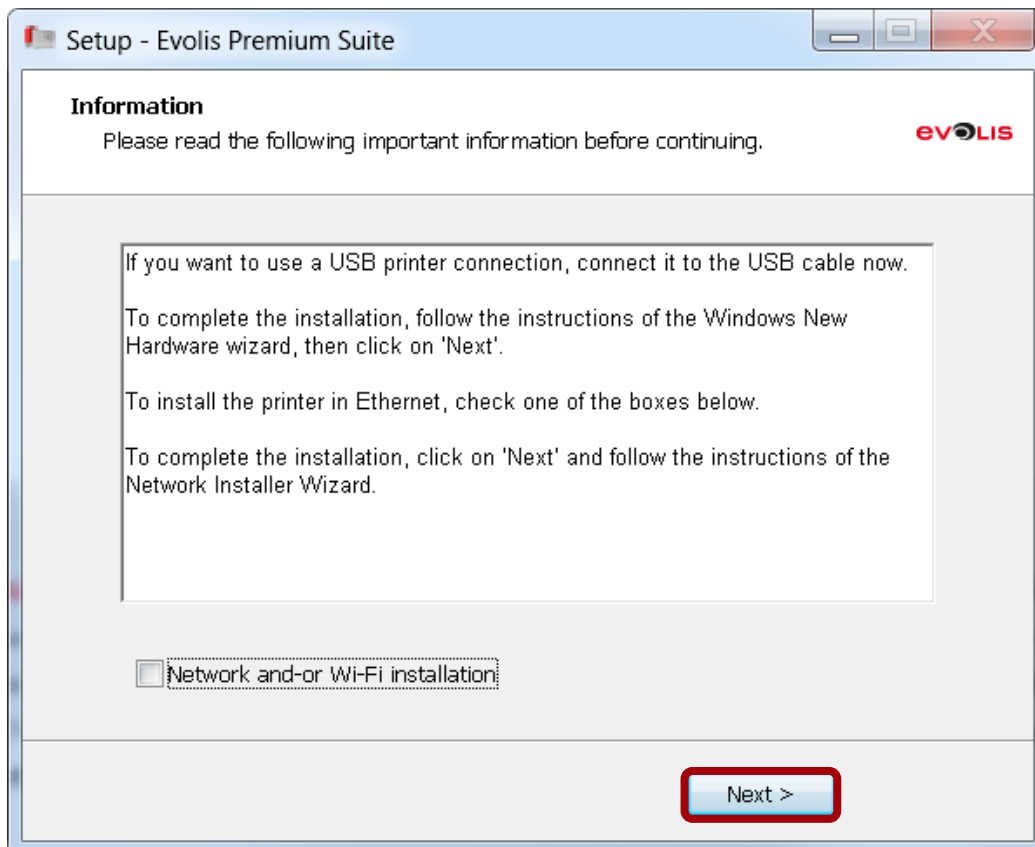 Setup - Evolis Premium Suite
Information
Please read the following important information before continuing.
evolis
If you want to use a USB printer connection, connect it to the USB cable now.
To complete the installation, follow the instructions of the Windows New
Hardware wizard, then click on 'Next'.
To install the printer in Ethernet, check one of the boxes below.
To complete the installation, click on 'Next' and follow the instructions of the
Network Installer Wizard.
Network and-or Wi-Fi installation
Next >